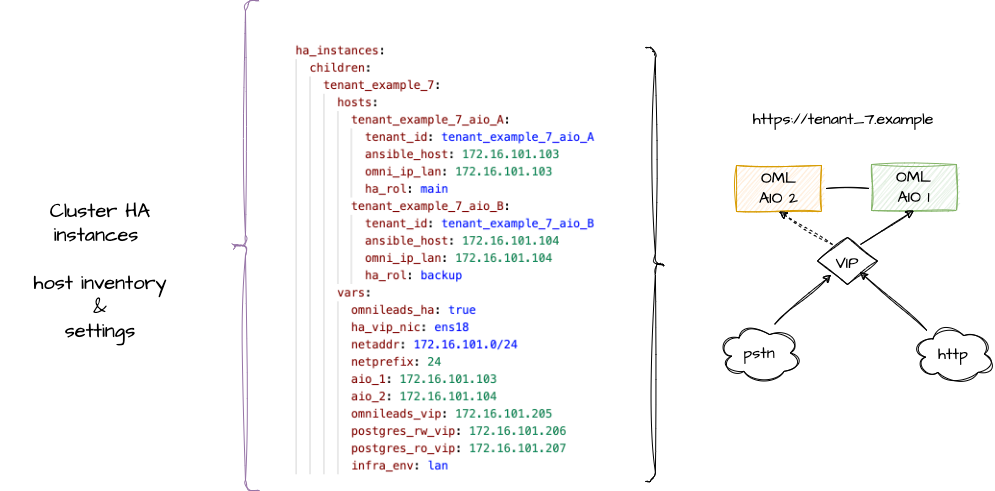 Cluster HA
instances
host inventory
&
settings
ha_instances:
children:
tenant_example_7:
hosts:
tenant_example_7_aio_A:
tenant_id: tenant_example_7_aio_A
ansible_host: 172.16.101.103
omni_ip_lan: 172.16.101.103
ha_rol: main
tenant_example_7_aio_B:
tenant_id: tenant_example_7_aio_B
ansible_host: 172.16.101.104
omni_ip_lan: 172.16.101.104
ha_rol: backup
vars:
omnileads_ha: true
ha_vip_nic: ens18
netaddr: 172.16.101.0/24
netprefix: 24
aio_1: 172.16.101.103
aio_2: 172.16.101.104
omnileads_vip: 172.16.101.205
postgres_rw_vip: 172.16.101.206
postgres_ro_vip: 172.16.101.207
infra_env: lan
https://tenant_7.example
OML
AIO 2
OML
AIO 1
VIP
pstn
http